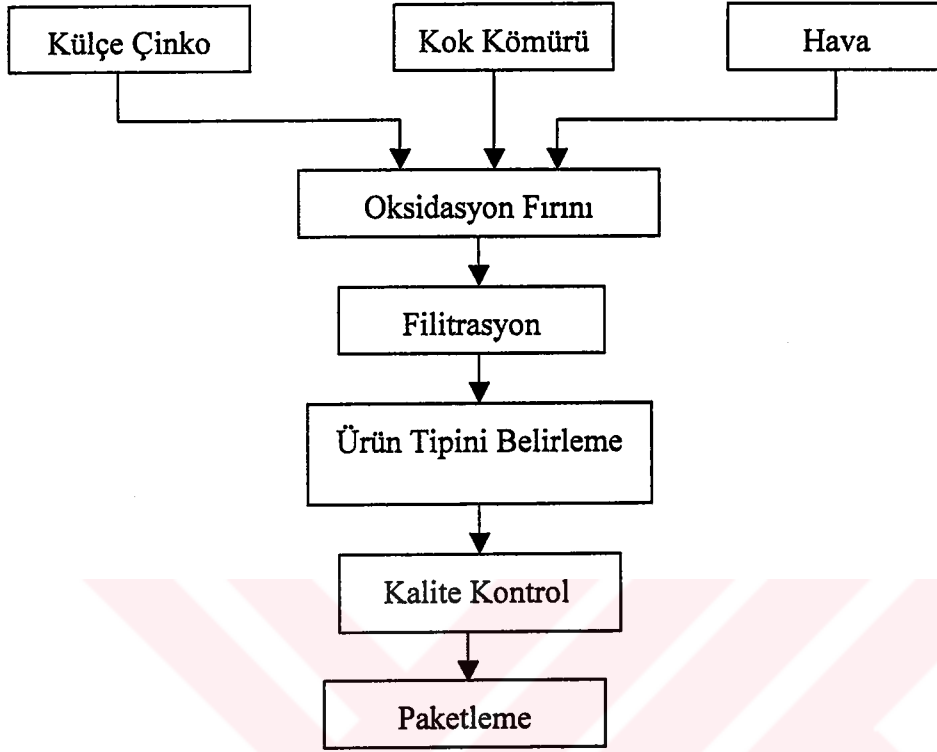 Külçe Çinko
Kok Kömürü
Hava
Oksidasyon Fırını
Filitrasyon
Ürün Tipini Belirleme
Kalite Kontrol
Paketleme